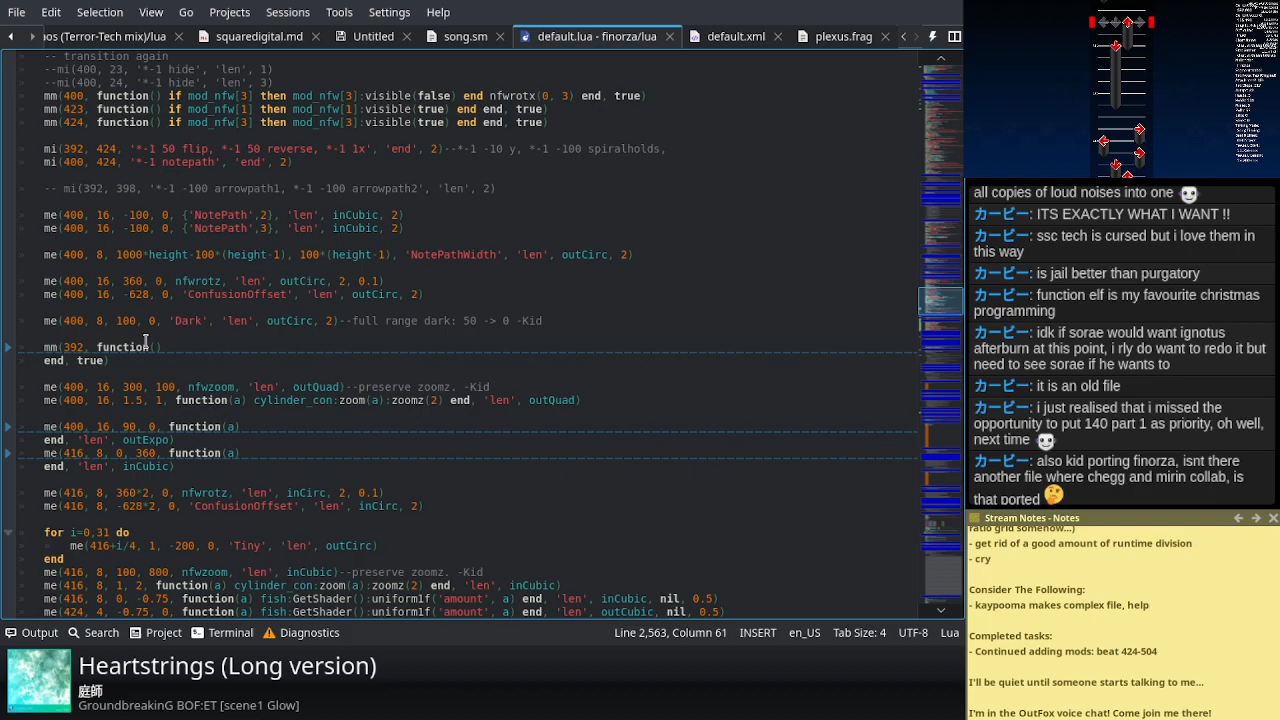 File Edit Selection View Go Projects Sessions Tools Settings Help
os (Terror-Tech mix)/lua squaredigital.md Untitled song.sm default.lua - finorza/lua default.xml plexus.frag
-- transition again
--mi(400, 23, '*-1 hide', 'len', 1)
--mi(400, 24, '*-1 hide', 'len', 3)
mm(400, function() if mod_nfw[3] then mod_nfw[3]:visible(false) end nfwrotx(0, 3) end, true)
mm(423, function() if mod_nfw[1] then mod_nfw[1]:visible(true) end end, true)
mm(424, function() if mod_nfw[3] then mod_nfw[3]:visible(true) end end, true)
mi(392, 424, '*-1 50 flip, *-1 50 reverse, *-1 1x', 'end', 2)--*-1 -10 y, *-1 -100 spiralholds,
mi(400, 424, '*-1 notepath', 'end', 2)
-- mi(392, 398, '*-1 -100 arrowpath1, *-1 -100 arrowpath2', 'len', 2)
me(400, 16, -100, 0, {'NotePath',2}, 'len', inCubic, 2)
me(400, 16, -100, 0, {'NotePath',3}, 'len', inCubic, 2)
me(400, 8, 1000*height-100*(height-1), 100*(height-1), 'NotePathWidth', 'len', outCirc, 2)
me(400, 16, 360, 0, nfwrotz, 'len', outCirc, 2, 0.1)
me(400, 16, -628, 0, 'ConfusionOffset', 'len', outCirc, 2)
me(400, 8, 100, 0, 'Dark', 'len', outCirc, 2)--full range dark: 50 -> 0 -Kid
mm(392, function()
end, true)
me(400, 16, 300, 100, nfwzoom, 'len', outQuad)--preserve zoomz. -Kid
me(400, 16, 1.5, 1, function(a) cylinder_con:zoom(a):zoomz(2) end, 'len', outQuad)
me(400, 16, 90, 0, function(a)
end, 'len', outExpo)
me(416, 8, 0, 360, function(a)
end, 'len', inCubic)
me(416, 8, 360*2, 0, nfwrotz, 'len', inCirc, 2, 0.1)
me(416, 8, -628*2, 0, 'ConfusionOffset', 'len', inCirc, 2)
for i=0,31 do
me(416+i/4, 1, -200, 0, 'Tiny', 'len', outCirc)
end
me(416, 8, 100, 800, nfwzoom, 'len', inCubic)--preserve zoomz. -Kid
me(416, 8, 1, 2, function(a) cylinder_con:zoom(a):zoomz(2) end, 'len', inCubic)
me(416, 8, 0, -0.75, function(a) fish:GetShader():uniform1f('amount', a) end, 'len', inCubic, nil, 0.5)
me(424, 4, -0.75, 0, function(a) fish:GetShader():uniform1f('amount', a) end, 'len', outCubic, nil, 0.5)
Output Search Project Terminal Diagnostics Line 2,563, Column 61 INSERT en_US Tab Size: 4 UTF-8 Lua
Heartstrings (Long version)
庭師
GroundbreakinG BOF:ET [scene1 Glow]
all copies of loud noises into one
カービー: ITS EXACTLY WHAT I WANT !!
カービー: ssc tech is cursed but i love them in
this way
カービー: is jail better than purgatory
カービー: function elf is my favourite christmas
programming
カービー: idk if sorae would want ignotus
afterburn at this point, i rly do want to redo it but
need to see sorae if he wants to
カービー: it is an old file
カービー: i just realised that i missed the
opportunity to put 140 part 1 as priority, oh well,
next time
カービー: also kid porting finorza, isnt there
another file where chegg and mirin collab, is
that ported
Stream Notes - Notes
ratio grid somehow...)
- get rid of a good amount of runtime division
- cry
Consider The Following:
- kaypooma makes complex file, help
Completed tasks:
- Continued adding mods: beat 424-504
I'll be quiet until someone starts talking to me...
I'm in the OutFox voice chat! Come join me there!